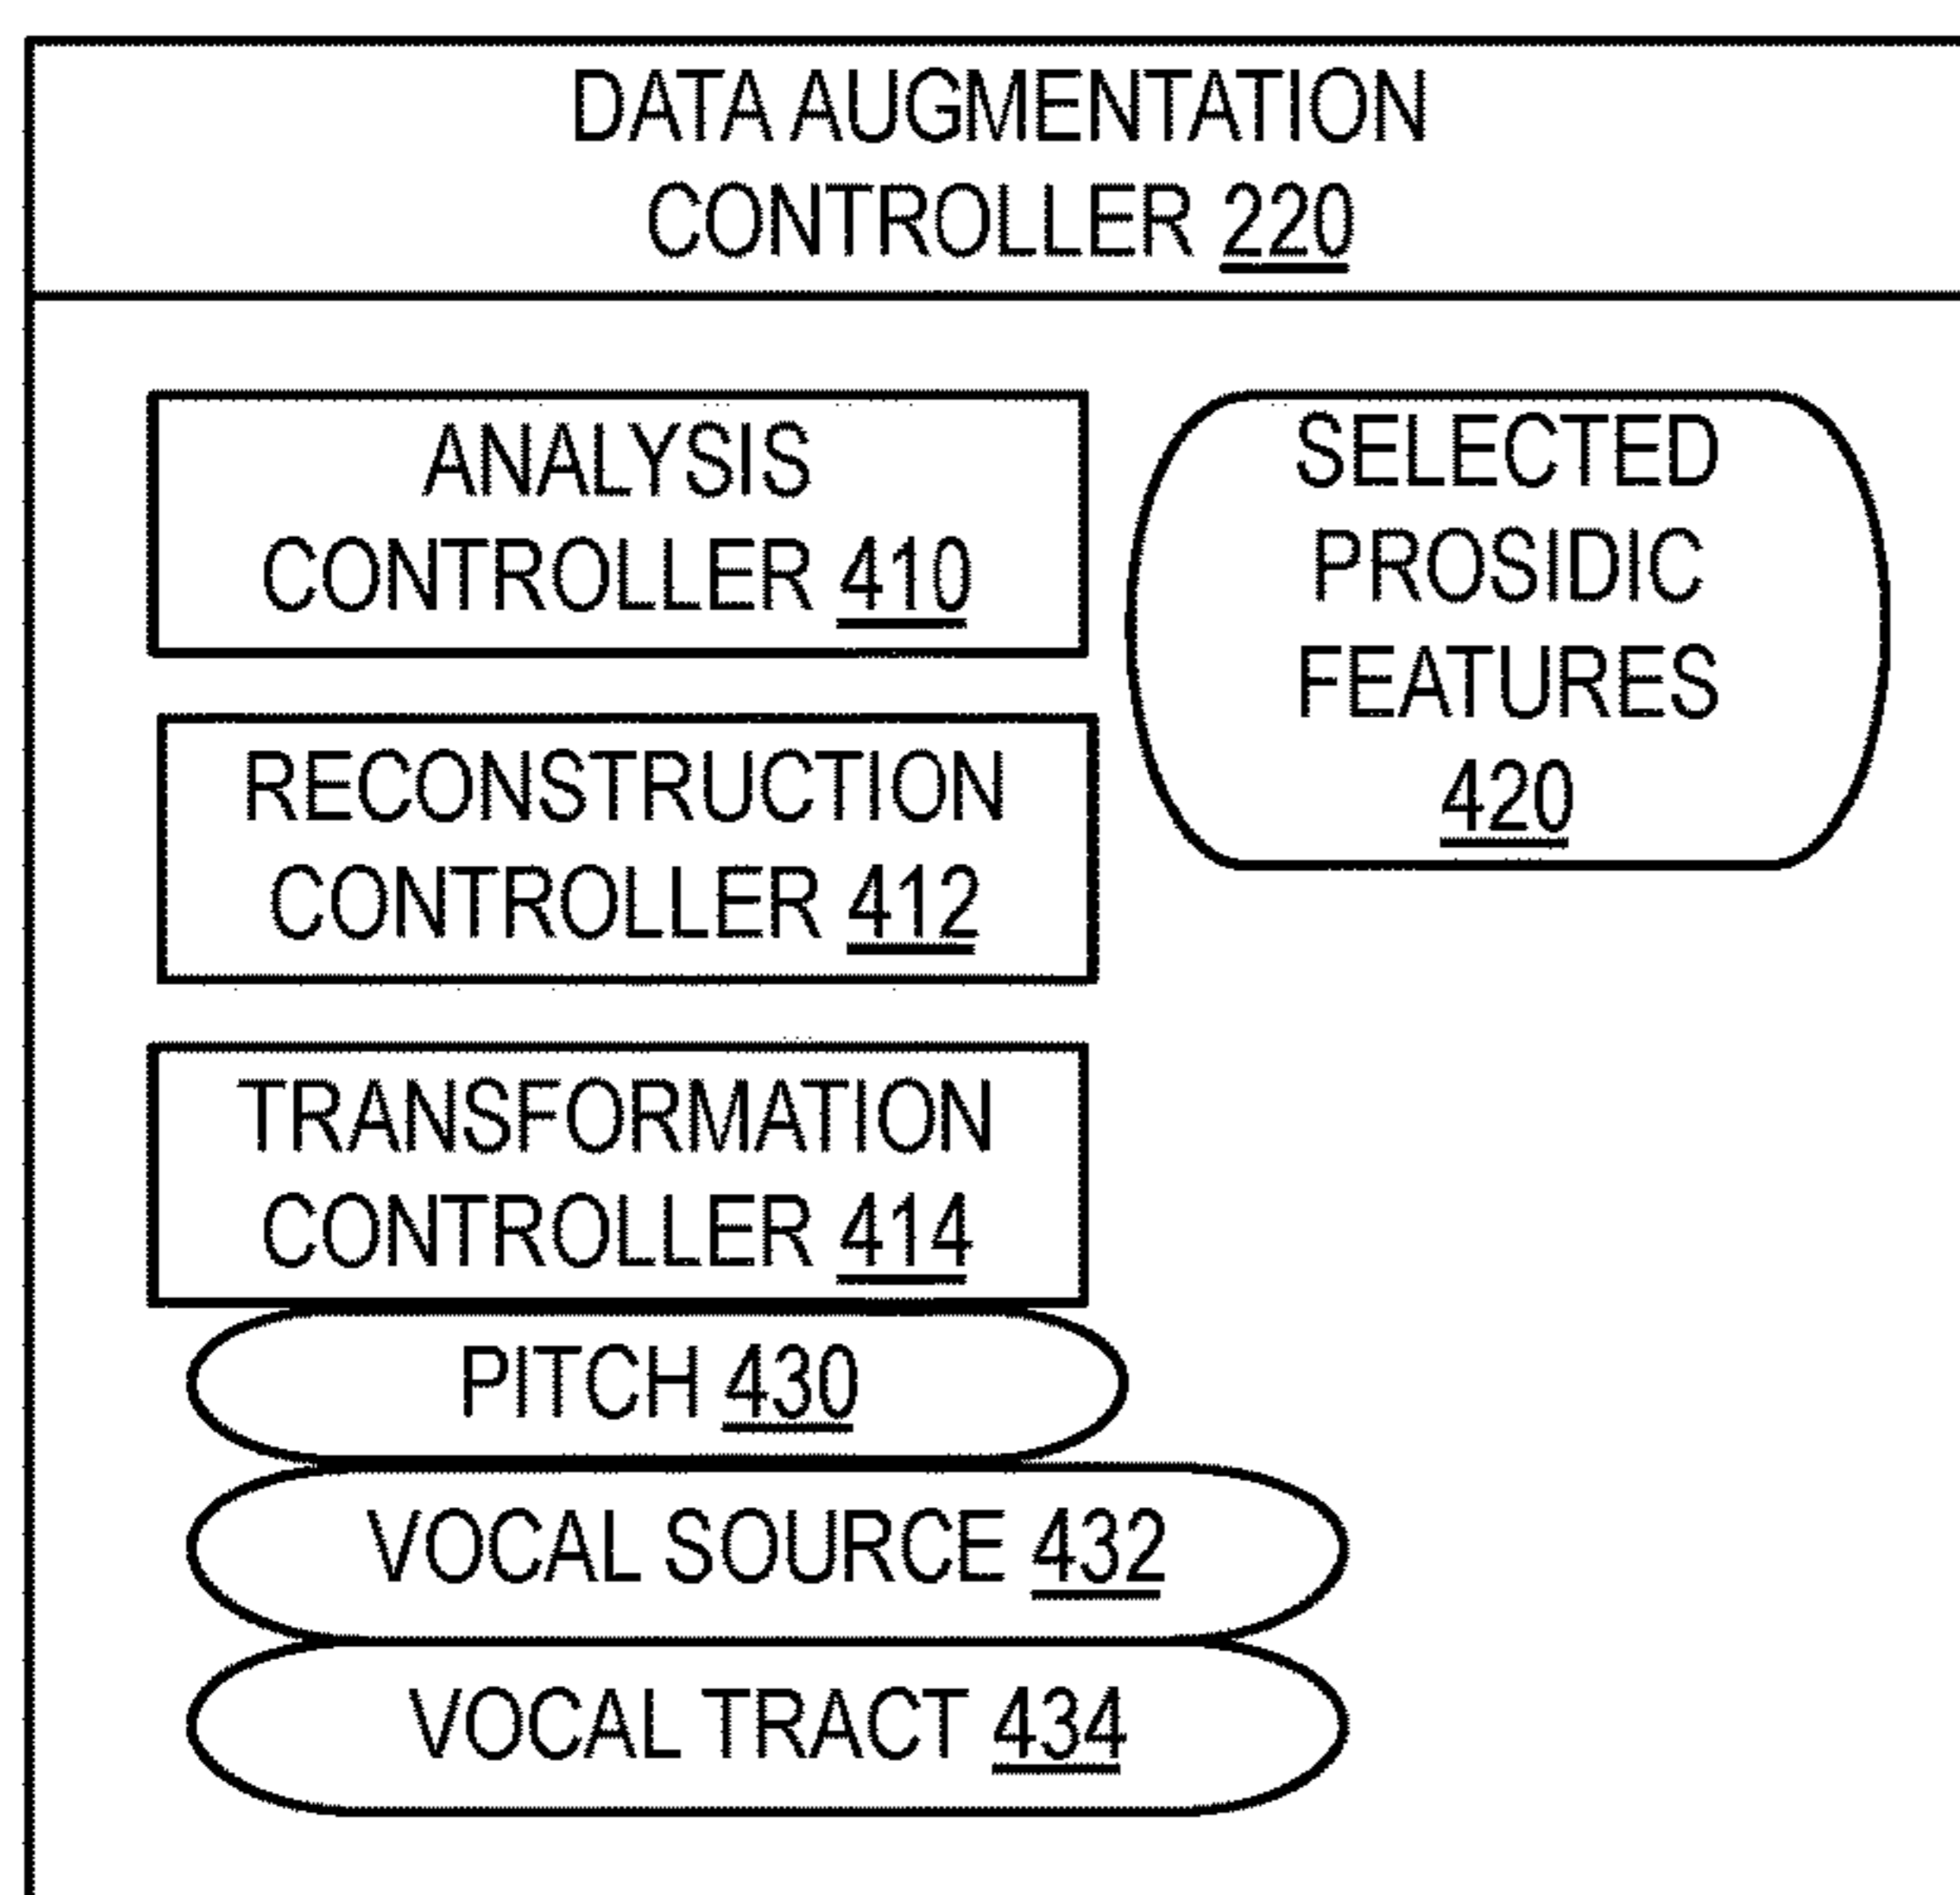 DATA AUGMENTATION
CONTROLLER 220
ANALYSIS
CONTROLLER 410
SELECTED
PROSIDIC
FEATURES
420
RECONSTRUCTION
CONTROLLER 412
TRANSFORMATION
CONTROLLER 414
PITCH 430
VOCAL SOURCE 432
VOCAL TRACT 434